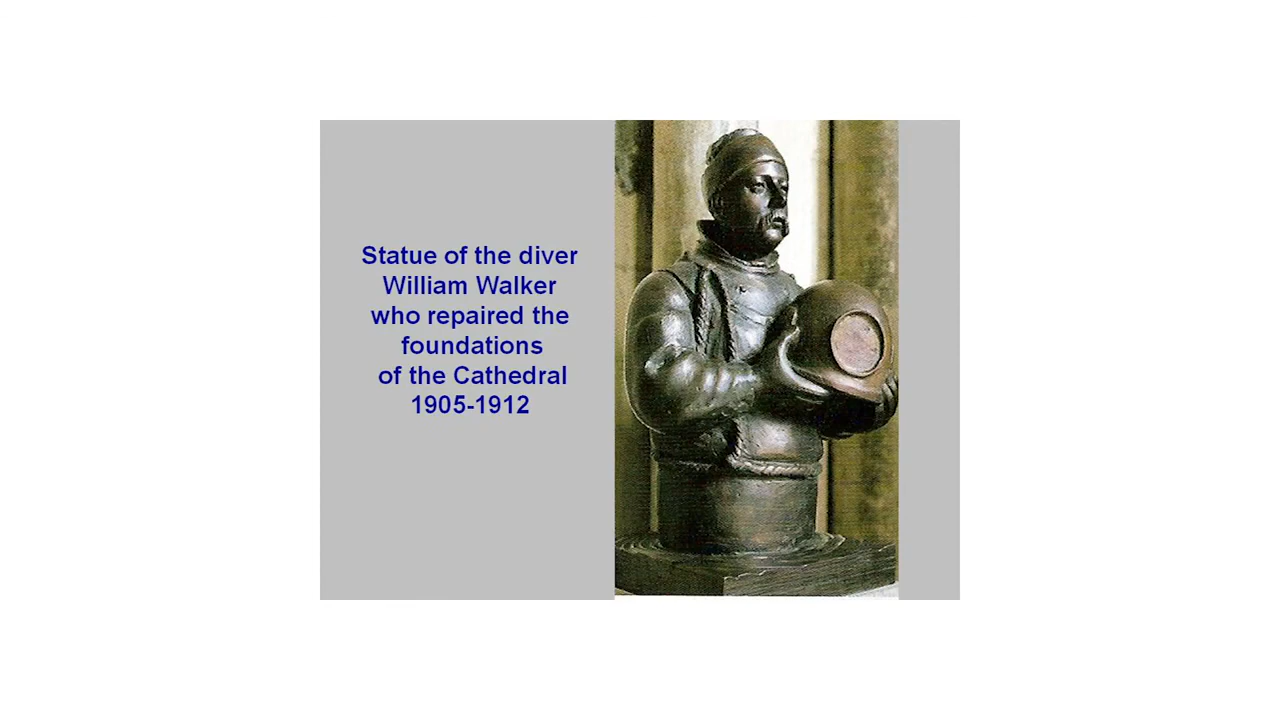 Statue of the diver
William Walker
who repaired the
foundations
of the Cathedral
1905-1912